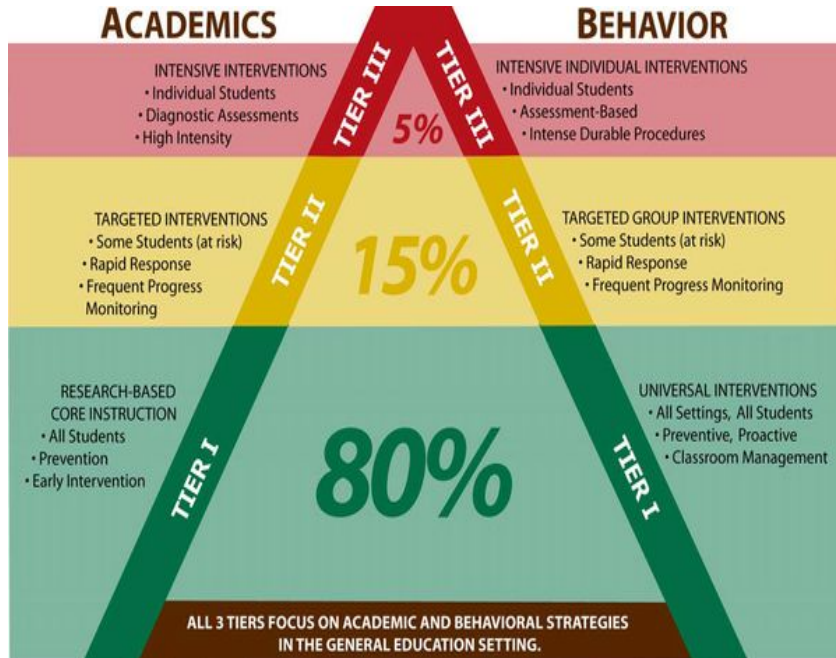 ACADEMICS
INTENSIVE INTERVENTIONS
• Individual Students
• Diagnostic Assessments
• High Intensity
TIER III
5%
TIER III
BEHAVIOR
INTENSIVE INDIVIDUAL INTERVENTIONS
• Individual Students
• Assessment-Based
• Intense Durable Procedures
TARGETED INTERVENTIONS
• Some Students (at risk)
• Rapid Response
• Frequent Progress
Monitoring
TIER II
15%
TIER II
TARGETED GROUP INTERVENTIONS
• Some Students (at risk)
• Rapid Response
• Frequent Progress Monitoring
RESEARCH-BASED
CORE INSTRUCTION
• All Students
• Prevention
• Early Intervention
TIER I
80%
TIER I
UNIVERSAL INTERVENTIONS
• All Settings, All Students
• Preventive, Proactive
• Classroom Management
ALL 3 TIERS FOCUS ON ACADEMIC AND BEHAVIORAL STRATEGIES
IN THE GENERAL EDUCATION SETTING.